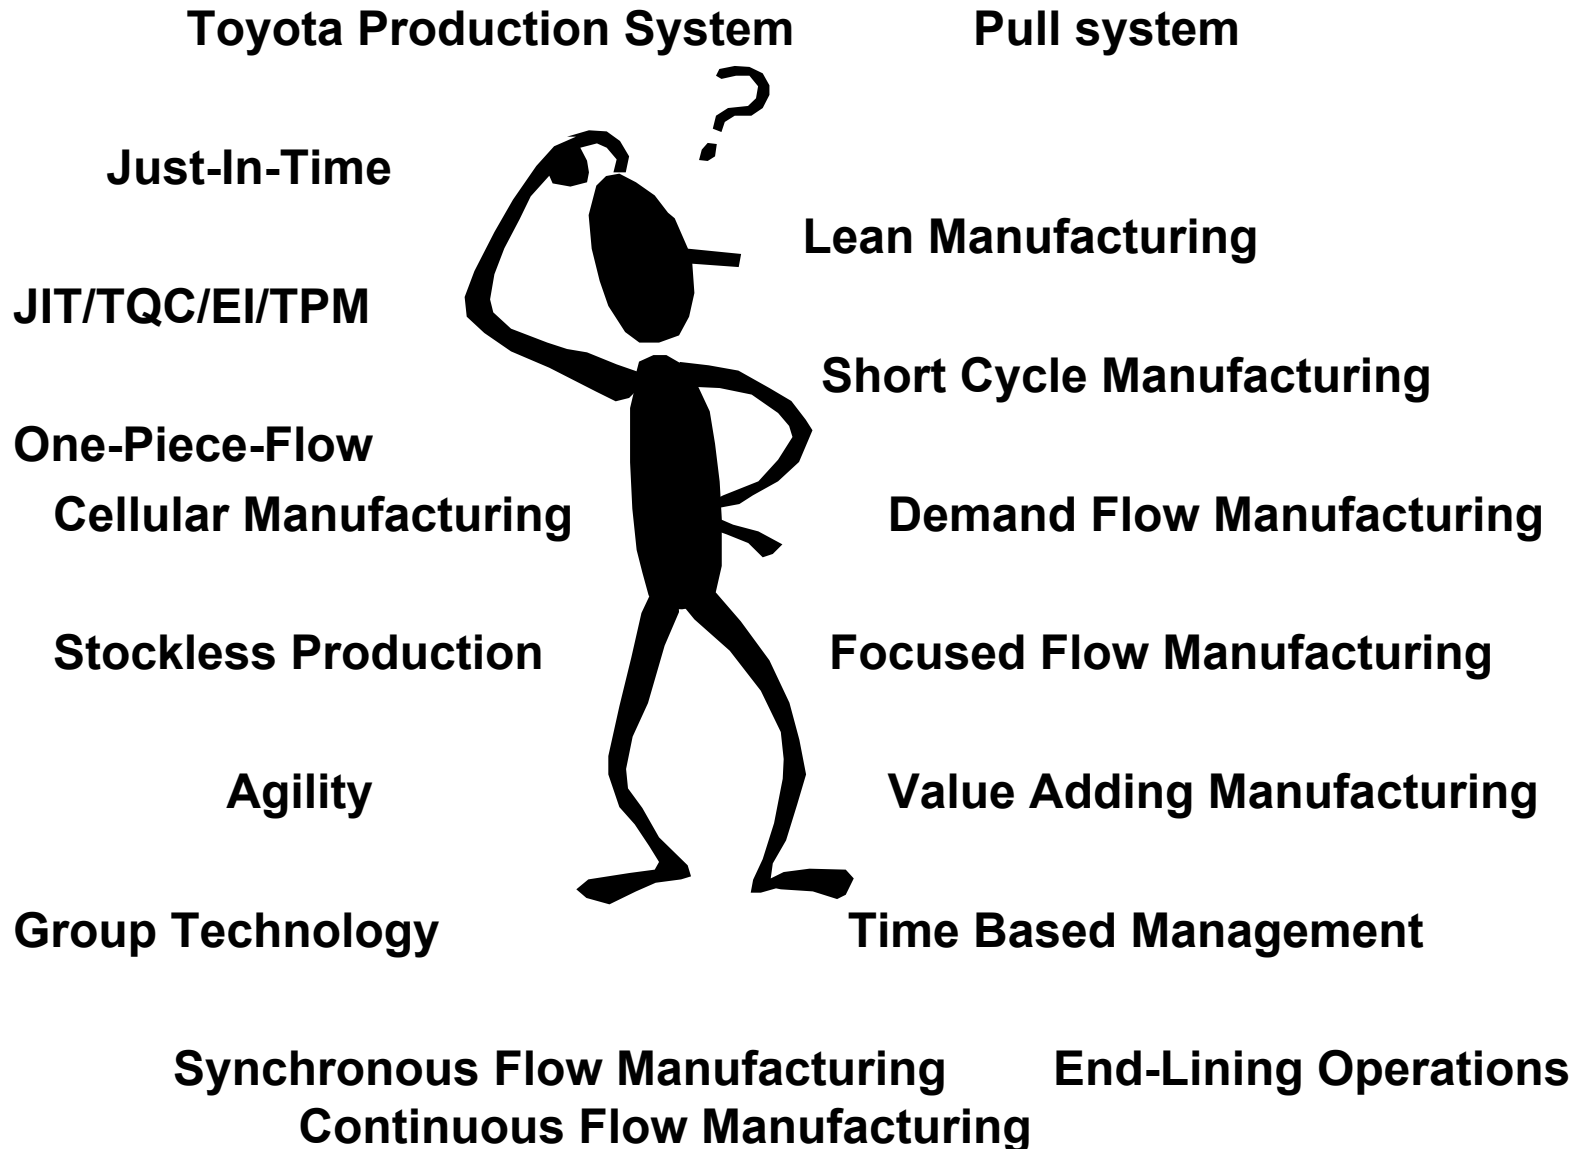 Toyota Production System
Pull system
?
Just-In-Time
Lean Manufacturing
JIT/TQC/EI/TPM
Short Cycle Manufacturing
One-Piece-Flow
Cellular Manufacturing
Demand Flow Manufacturing
Stockless Production
Focused Flow Manufacturing
Agility
Value Adding Manufacturing
Group Technology
Time Based Management
Synchronous Flow Manufacturing
End-Lining Operations
Continuous Flow Manufacturing